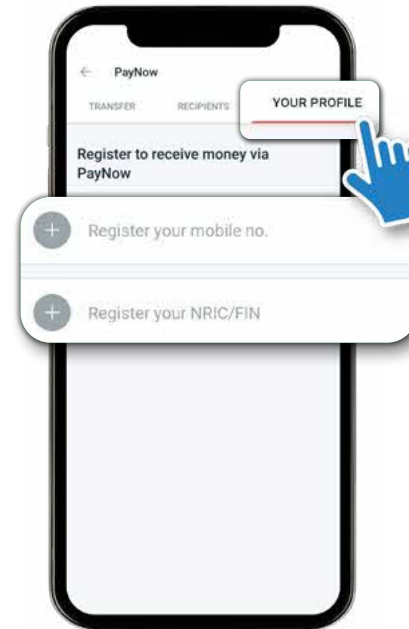 PayNow
TRANSFER RECIPIENTS YOUR PROFILE
Register to receive money via
PayNow
Register your mobile no.
Register your NRIC/FIN